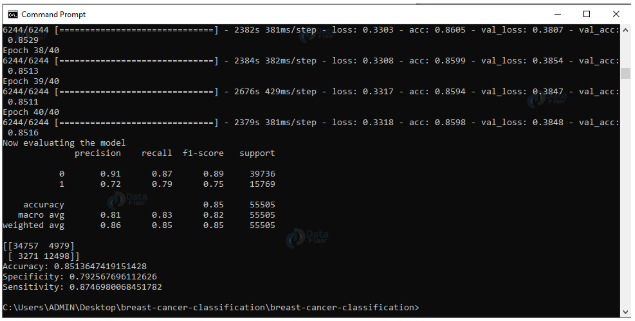 Command Prompt
6244/6244 [==============================] - 2382s 381ms/step - loss: 0.3303 - acc: 0.8605 - val_loss: 0.3807 - val_acc:
0.8529
Epoch 38/40
6244/6244 [==============================] - 2384s 382ms/step - loss: 0.3308 - acc: 0.8599 - val_loss: 0.3854 - val_acc:
0.8513
Epoch 39/40
6244/6244 [==============================] - 2676s 429ms/step - loss: 0.3317 - acc: 0.8594 - val_loss: 0.3847 - val_acc:
0.8511
Epoch 40/40
6244/6244 [==============================] - 2379s 381ms/step - loss: 0.3318 - acc: 0.8598 - val_loss: 0.3848 - val_acc:
0.8516
Now evaluating the model
precision recall f1-score support
0 0.91 0.87 0.89 39736
1 0.72 0.79 0.75 15769
accuracy 0.85 55505
macro avg 0.81 0.83 0.82 55505
weighted avg 0.86 0.85 0.85 55505
[[34757 4979]
[ 3271 12498]]
Accuracy: 0.8513647419151428
Specificity: 0.792567696112626
Sensitivity: 0.8746980068451782
C:\Users\ADMIN\Desktop\breast-cancer-classification\breast-cancer-classification>
Data
Flair
Data
Flair